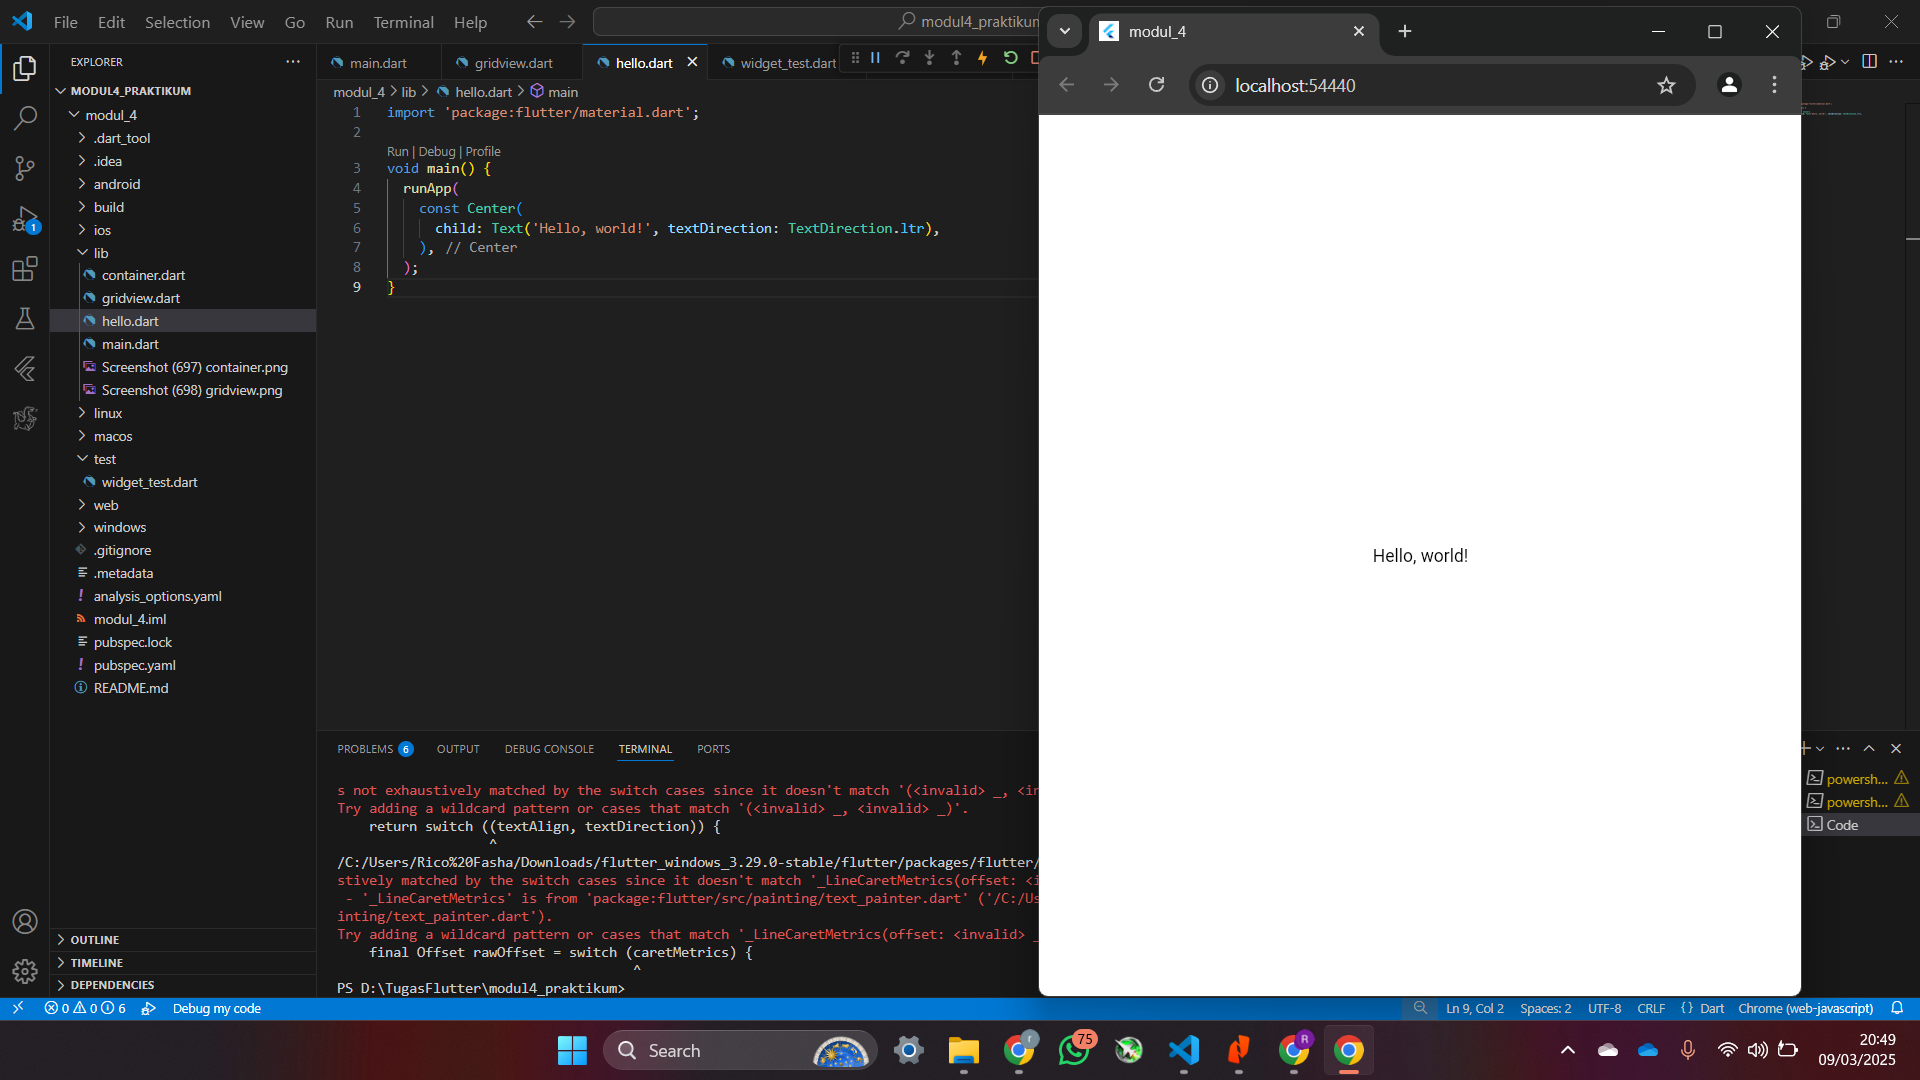 File Edit Selection View Go Run Terminal Help
modul4_praktikum
EXPLORER
MODUL4_PRAKTIKUM
modul_4
.dart_tool
.idea
android
build
ios
lib
container.dart
gridview.dart
hello.dart
main.dart
Screenshot (697) container.png
Screenshot (698) gridview.png
linux
macos
test
widget_test.dart
web
windows
.gitignore
.metadata
analysis_options.yaml
modul_4.iml
pubspec.lock
pubspec.yaml
README.md
OUTLINE
TIMELINE
DEPENDENCIES
1
main.dart gridview.dart hello.dart widget_test.dart
modul_4 > lib > hello.dart > main
1 import 'package:flutter/material.dart';
2
Run | Debug | Profile
3 void main() {
4 runApp(
5 const Center(
6 child: Text('Hello, world!', textDirection: TextDirection.ltr),
7 ), // Center
8 );
9 }
PROBLEMS 6 OUTPUT DEBUG CONSOLE TERMINAL PORTS
s not exhaustively matched by the switch cases since it doesn't match '(<invalid> _, <in
Try adding a wildcard pattern or cases that match '(<invalid> _, <invalid> _)'.
return switch ((textAlign, textDirection)) {
^
/C:/Users/Rico%20Fasha/Downloads/flutter_windows_3.29.0-stable/flutter/packages/flutter/
stively matched by the switch cases since it doesn't match '_LineCaretMetrics(offset: <i
- '_LineCaretMetrics' is from 'package:flutter/src/painting/text_painter.dart' ('/C:/Us
inting/text_painter.dart').
Try adding a wildcard pattern or cases that match '_LineCaretMetrics(offset: <invalid> _
final Offset rawOffset = switch (caretMetrics) {
^
PS D:\TugasFlutter\modul4_praktikum>
powersh...
powersh...
Code
modul_4
localhost:54440
Hello, world!
0 0 6 Debug my code
Ln 9, Col 2 Spaces: 2 UTF-8 CRLF {} Dart Chrome (web-javascript)
Search
r
75
R
20:49
09/03/2025